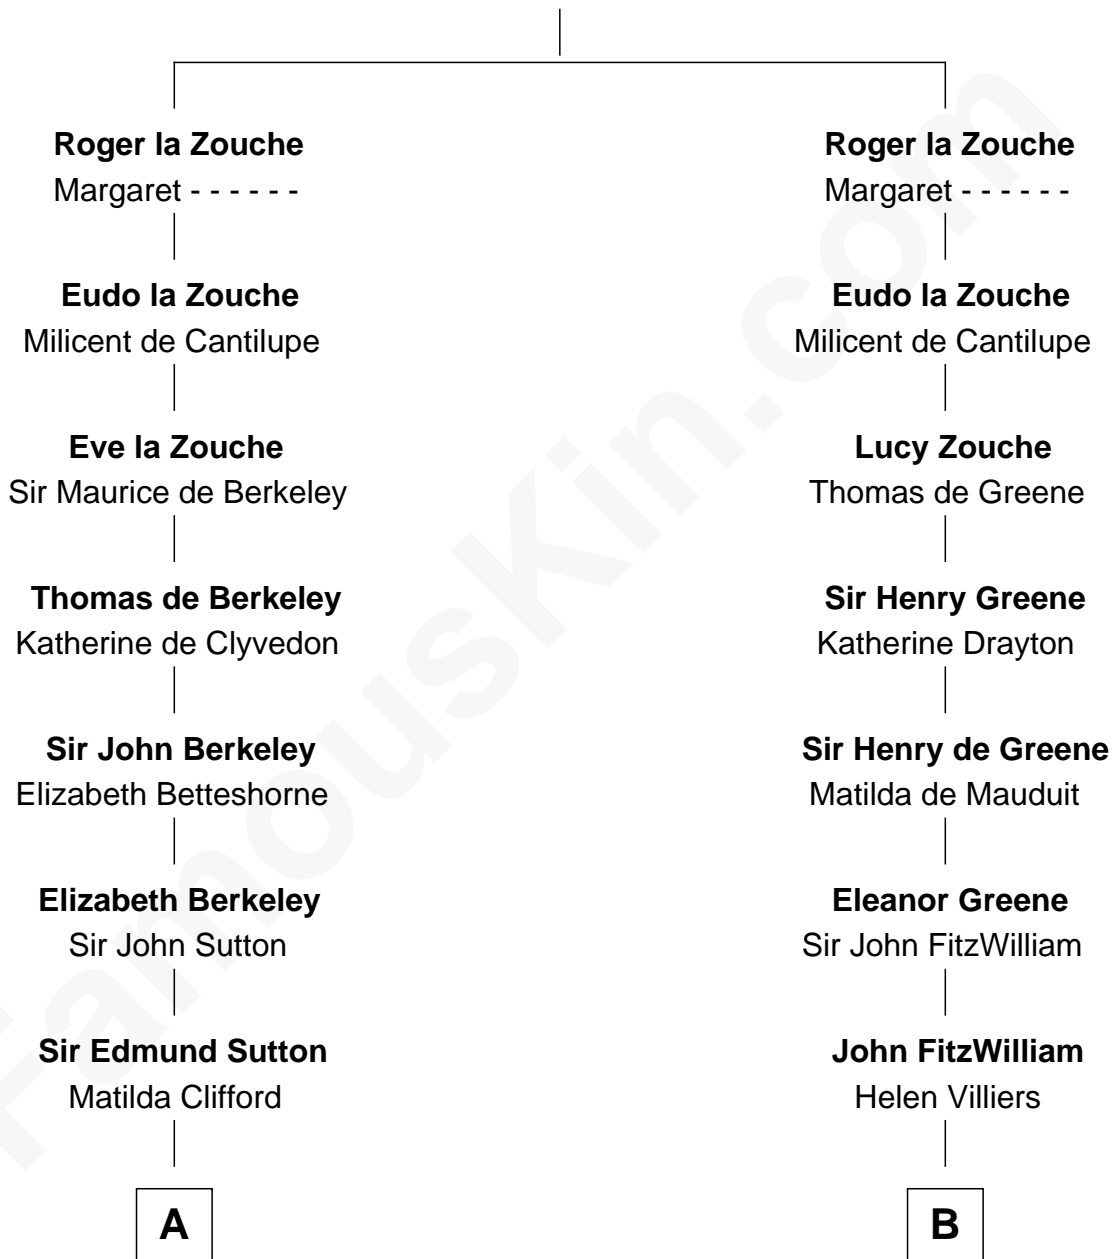 Roger la Zouche
Margaret - - - - - -
Eudo la Zouche
Milicent de Cantilupe
Eve la Zouche
Sir Maurice de Berkeley
Thomas de Berkeley
Katherine de Clyvedon
Sir John Berkeley
Elizabeth Betteshorne
Elizabeth Berkeley
Sir John Sutton
Sir Edmund Sutton
Matilda Clifford
A
Roger la Zouche
Margaret - - - - - -
Eudo la Zouche
Milicent de Cantilupe
Lucy Zouche
Thomas de Greene
Sir Henry Greene
Katherine Drayton
Sir Henry de Greene
Matilda de Mauduit
Eleanor Greene
Sir John FitzWilliam
John FitzWilliam
Helen Villiers
B
FamousKin.com